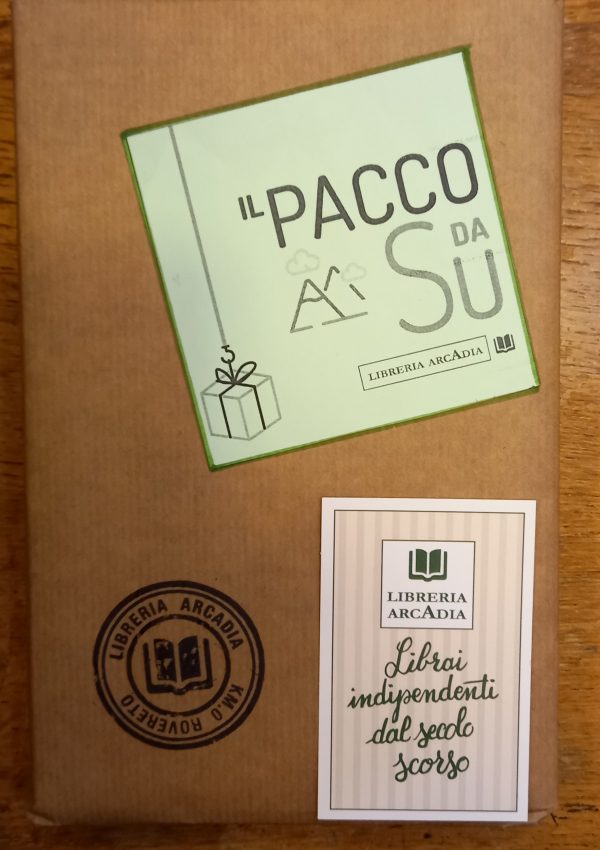 IL PACCO
DA
SU
LIBRERIA ARCADIA
LIBRERIA
ARCADIA
Librai
indipendenti
dal secolo
scorso
LIBRERIA ARCADIA
KM.0 ROVERETO